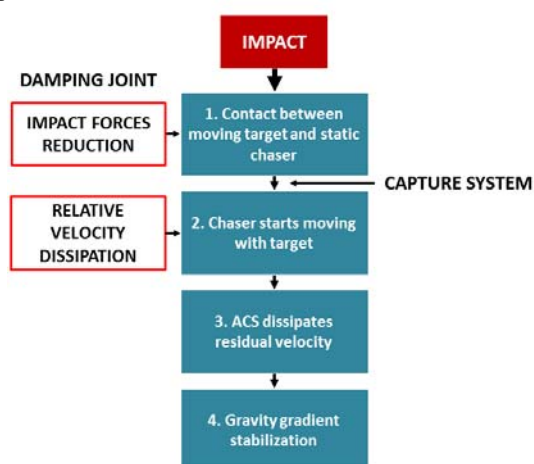 IMPACT
DAMPING JOINT
IMPACT FORCES
REDUCTION
1. Contact between
moving target and static
chaser
CAPTURE SYSTEM
RELATIVE
VELOCITY
DISSIPATION
2. Chaser starts moving
with target
3. ACS dissipates
residual velocity
4. Gravity gradient
stabilization